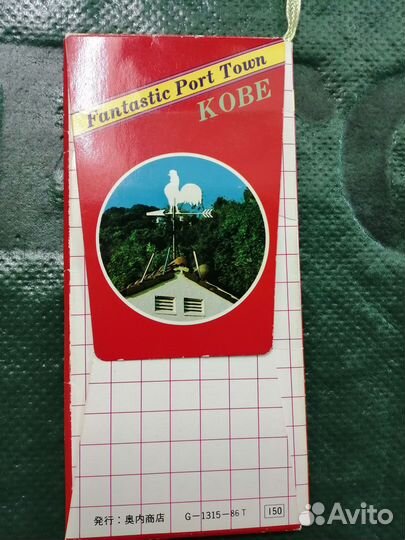 Fantastic Port Town
KOBE
発行：奥内商店 G－1315－86T 150
Avito